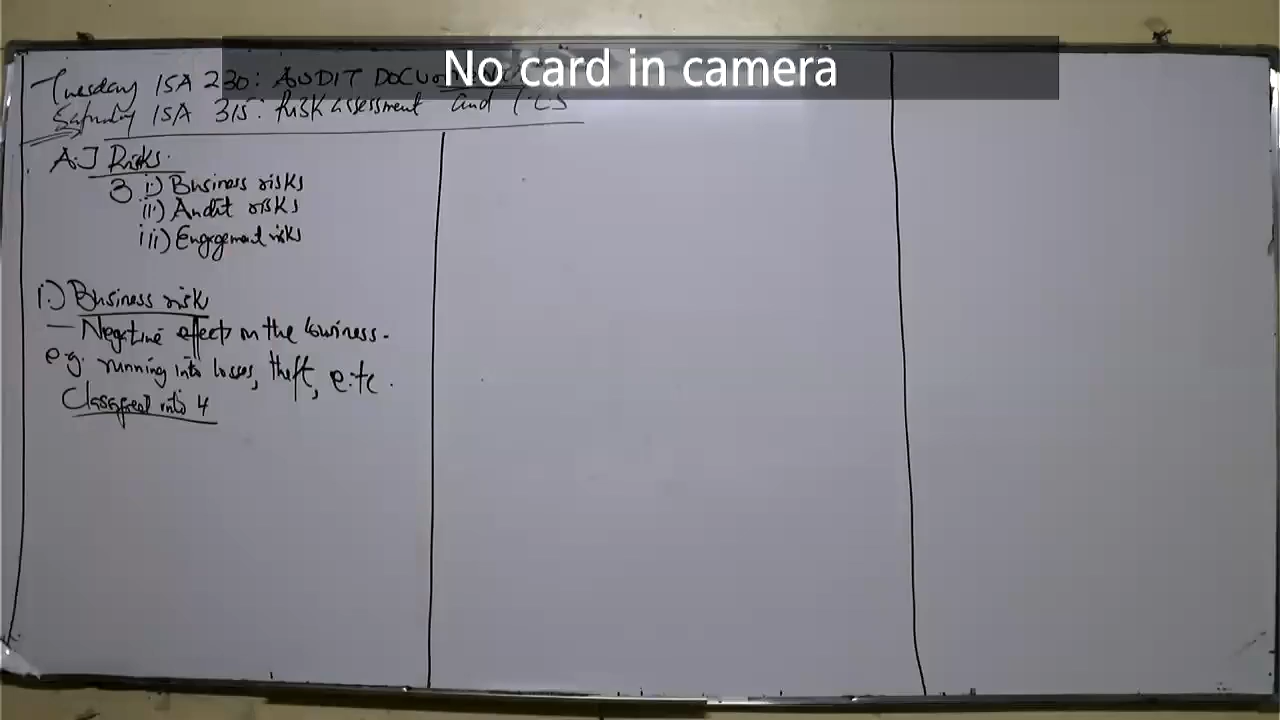 No card in camera
Tuesday ISA 230: AUDIT DOCU
Saturday ISA 315: Risk Assessment and ICS
A.] Risks.
3 i.) Business risks
ii.) Audit risks
iii) Engagement risks
i.) Business risk
— Negative effects on the business.
e.g. running into losses, theft, e.t.c.
Classified into 4